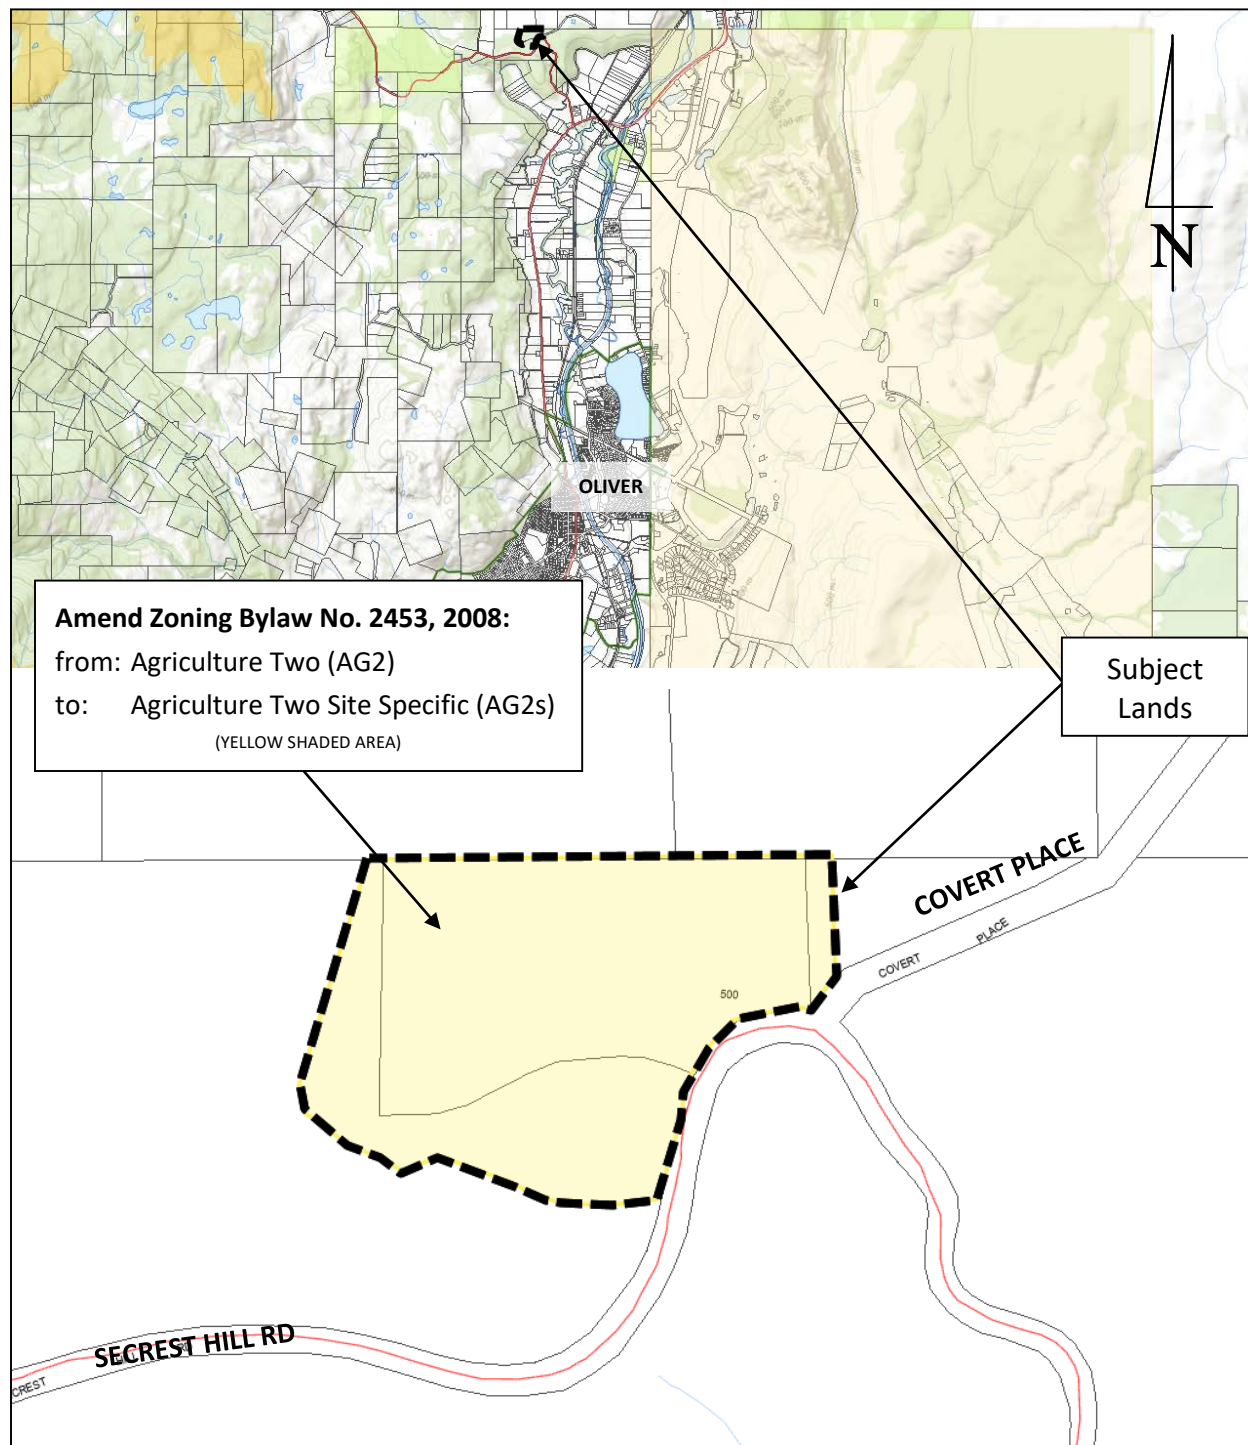 N
OLIVER
Amend Zoning Bylaw No. 2453, 2008:
from: Agriculture Two (AG2)
to: Agriculture Two Site Specific (AG2s)
(YELLOW SHADED AREA)
Subject
Lands
COVERT PLACE
COVERT PLACE
500
SECREST HILL RD
CREST